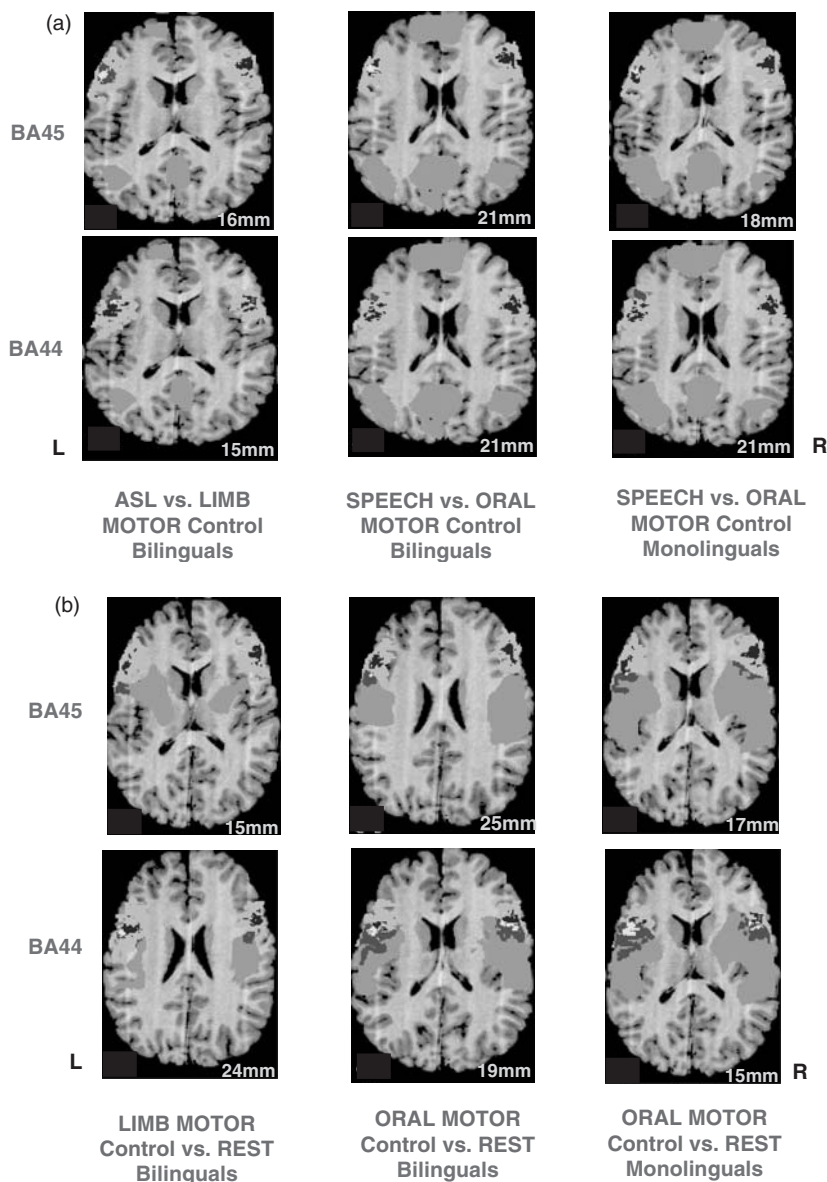 (a)
BA45
16mm
21mm
18mm
BA44
L
15mm
21mm
21mm
R
ASL vs. LIMB
MOTOR Control
Bilinguals
SPEECH vs. ORAL
MOTOR Control
Bilinguals
SPEECH vs. ORAL
MOTOR Control
Monolinguals
(b)
BA45
15mm
25mm
17mm
BA44
L
24mm
19mm
15mm
R
LIMB MOTOR
Control vs. REST
Bilinguals
ORAL MOTOR
Control vs. REST
Bilinguals
ORAL MOTOR
Control vs. REST
Monolinguals